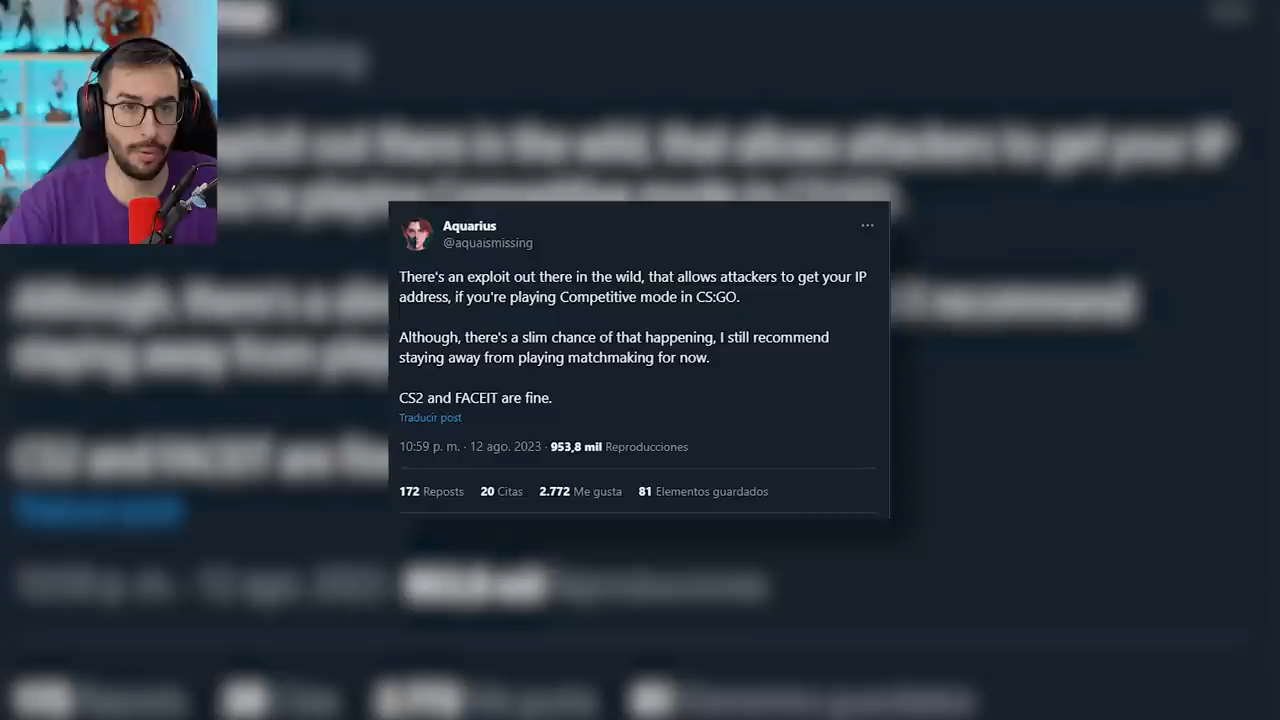 Aquarius
@aquaismissing
There's an exploit out there in the wild, that allows attackers to get your IP
address, if you're playing Competitive mode in CS:GO.
Although, there's a slim chance of that happening, I still recommend
staying away from playing matchmaking for now.
CS2 and FACEIT are fine.
Traducir post
10:59 p. m. · 12 ago. 2023 · 953,8 mil Reproducciones
172 Reposts 20 Citas 2.772 Me gusta 81 Elementos guardados